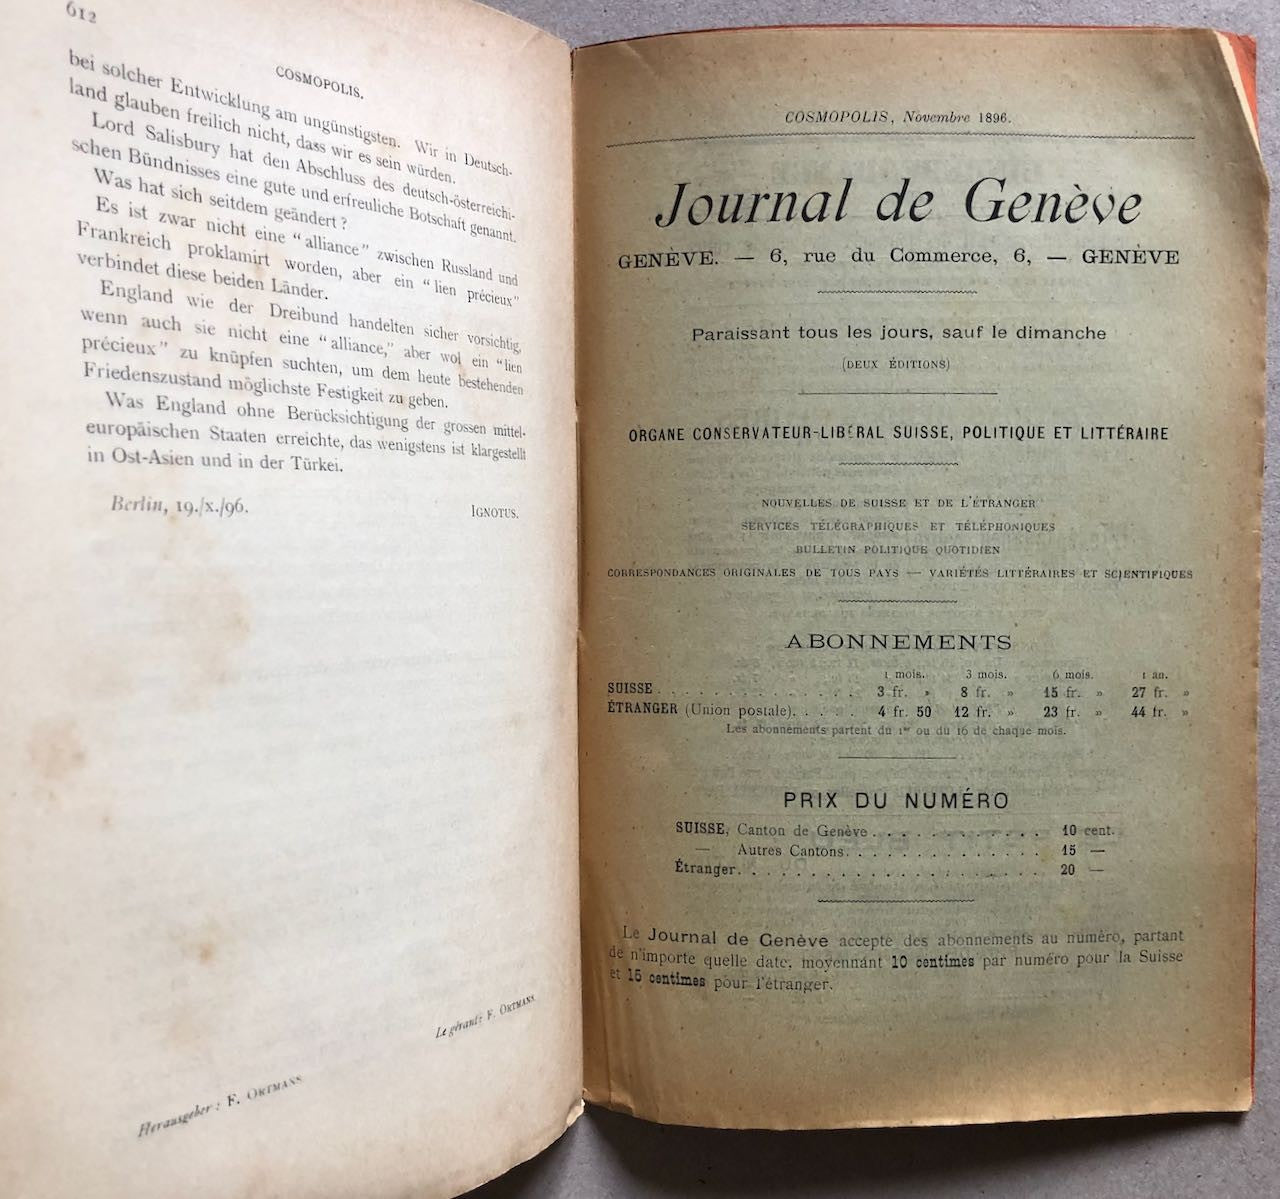 612
COSMOPOLIS.
bei solcher Entwicklung am ungünstigsten. Wir in Deutsch-
land glauben freilich nicht, dass wir es sein würden.
Lord Salisbury hat den Abschluss des deutsch-österreichi-
schen Bündnisses eine gute und erfreuliche Botschaft genannt.
Was hat sich seitdem geändert?
Es ist zwar nicht eine "alliance" zwischen Russland und
Frankreich proklamirt worden, aber ein "lien précieux"
verbindet diese beiden Länder.
England wie der Dreibund handelten sicher vorsichtig,
wenn auch sie nicht eine "alliance," aber wol ein "lien
précieux" zu knüpfen suchten, um dem heute bestehenden
Friedenszustand möglichste Festigkeit zu geben.
Was England ohne Berücksichtigung der grossen mittel-
europäischen Staaten erreichte, das wenigstens ist klargestellt
in Ost-Asien und in der Türkei.
Berlin, 19./x./96. IGNOTUS.
Le gérant: F. ORTMANS.
Herausgeber: F. ORTMANS.
COSMOPOLIS, Novembre 1896.
Journal de Genève
GENÈVE. — 6, rue du Commerce, 6, — GENÈVE
Paraissant tous les jours, sauf le dimanche
(DEUX ÉDITIONS)
ORGANE CONSERVATEUR-LIBÉRAL SUISSE, POLITIQUE ET LITTÉRAIRE
NOUVELLES DE SUISSE ET DE L'ÉTRANGER
SERVICES TÉLÉGRAPHIQUES ET TÉLÉPHONIQUES
BULLETIN POLITIQUE QUOTIDIEN
CORRESPONDANCES ORIGINALES DE TOUS PAYS — VARIÉTÉS LITTÉRAIRES ET SCIENTIFIQUES
ABONNEMENTS
1 mois. 3 mois. 6 mois. 1 an.
SUISSE . . . . . . . . . . . . . . 3 fr. » 8 fr. » 15 fr. » 27 fr. »
ÉTRANGER (Union postale). . . . . 4 fr. 50 12 fr. » 23 fr. » 44 fr. »
Les abonnements partent du 1er ou du 16 de chaque mois.
PRIX DU NUMÉRO
SUISSE, Canton de Genève . . . . . . . . . . . . 10 cent.
— Autres Cantons. . . . . . . . . . . . . . 15 —
Étranger. . . . . . . . . . . . . . . . . . . . 20 —
Le Journal de Genève accepte des abonnements au numéro, partant
de n'importe quelle date, moyennant 10 centimes par numéro pour la Suisse
et 15 centimes pour l'étranger.